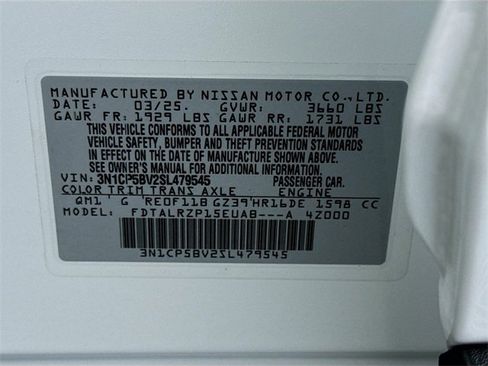 MANUFACTURED BY NISSAN MOTOR CO.,LTD.
DATE: 03/25. GVWR: 3660 LBS
GAWR FR: 1929 LBS GAWR RR: 1731 LBS
THIS VEHICLE CONFORMS TO ALL APPLICABLE FEDERAL MOTOR
VEHICLE SAFETY, BUMPER AND THEFT PREVENTION STANDARDS
IN EFFECT ON THE DATE OF MANUFACTURE SHOWN ABOVE.
SEE OWNER'S MANUAL FOR ADDITIONAL INFORMATION.
VIN: 3N1CP5BV2SL479545 PASSENGER CAR.
COLOR TRIM TRANS AXLE ENGINE
QM1 G RE0F11B GZ39 HR16DE 1598 CC
MODEL: FDTALRZP15EUAB---A 4Z000
3N1CP5BV2SL479545